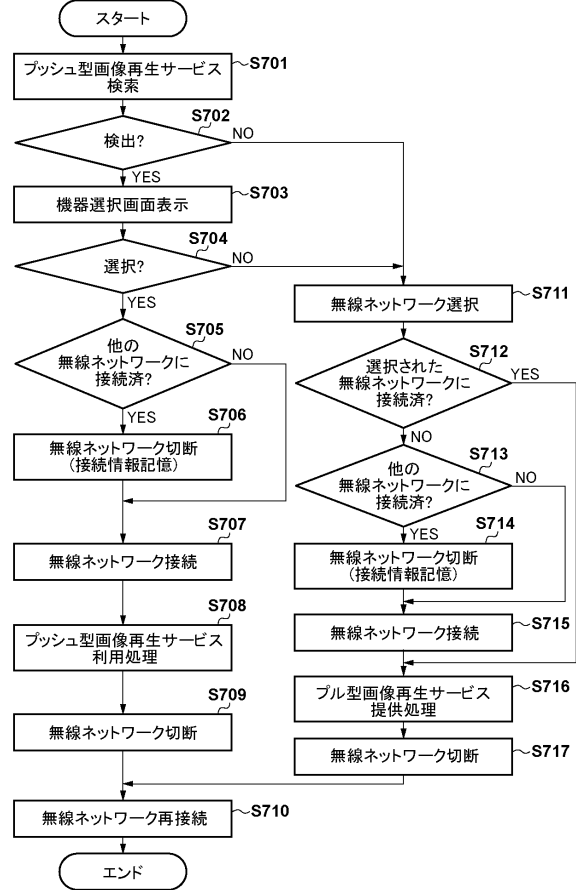 スタート
プッシュ型画像再生サービス
検索
S701
検出?
S702
NO
YES
機器選択画面表示
S703
選択?
S704
NO
YES
他の
無線ネットワークに
接続済?
S705
NO
YES
無線ネットワーク切断
(接続情報記憶)
S706
無線ネットワーク接続
S707
プッシュ型画像再生サービス
利用処理
S708
無線ネットワーク切断
S709
無線ネットワーク再接続
S710
エンド
無線ネットワーク選択
S711
選択された
無線ネットワークに
接続済?
S712
YES
NO
他の
無線ネットワークに
接続済?
S713
NO
YES
無線ネットワーク切断
(接続情報記憶)
S714
無線ネットワーク接続
S715
プル型画像再生サービス
提供処理
S716
無線ネットワーク切断
S717